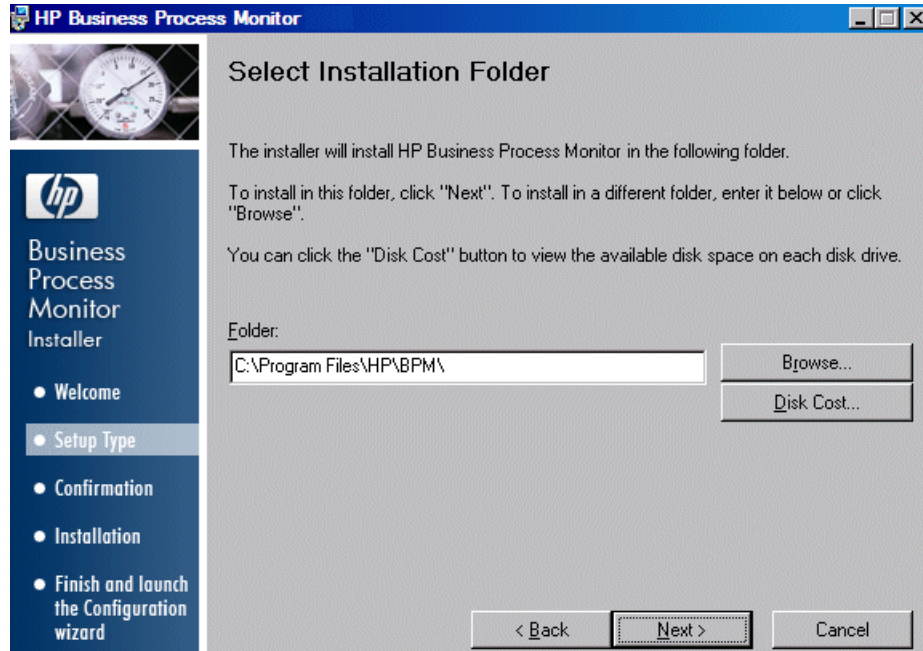 HP Business Process Monitor
Select Installation Folder
The installer will install HP Business Process Monitor in the following folder.
To install in this folder, click "Next". To install in a different folder, enter it below or click
"Browse".
You can click the "Disk Cost" button to view the available disk space on each disk drive.
Folder:
C:\Program Files\HP\BPM\
Browse...
Disk Cost...
hp
Business
Process
Monitor
Installer
Welcome
Setup Type
Confirmation
Installation
Finish and launch
the Configuration
wizard
< Back
Next >
Cancel